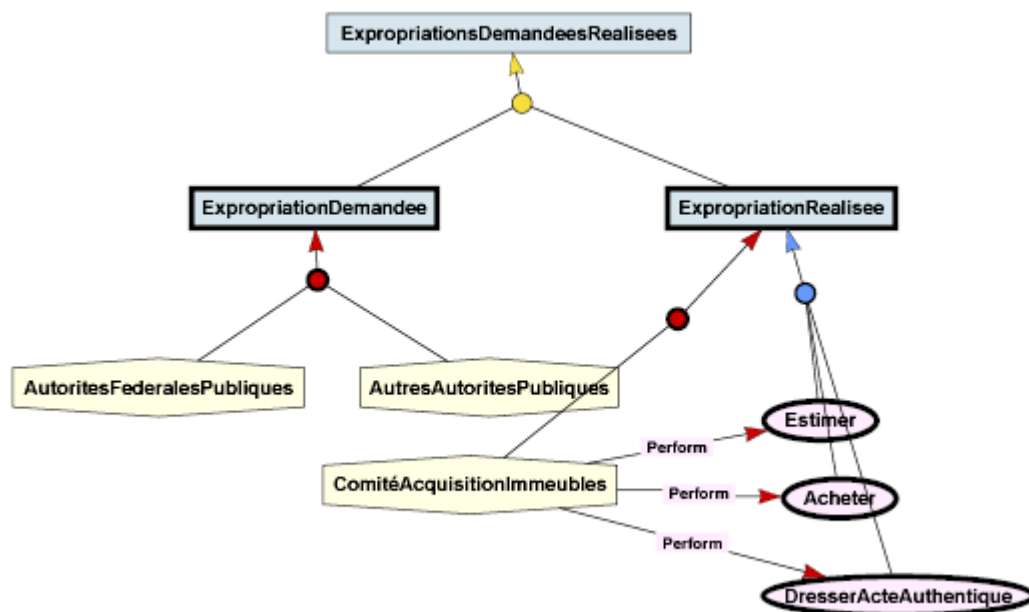 ExpropriationsDemandeesRealisees
ExpropriationDemandee
ExpropriationRealisee
AutoritesFederalesPubliques
AutresAutoritesPubliques
Estimer
Perform
ComitéAcquisitionImmeubles
Perform
Acheter
Perform
DresserActeAuthentique